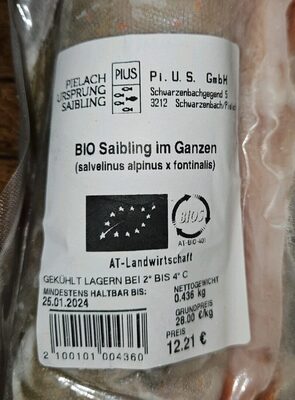 PIELACH
URSPRUNG
SAIBLING
PIUS
Pi.U.S. GmbH
Schwarzenbachgegend 5
3212 Schwarzenbach/Pielach
BIO Saibling im Ganzen
(salvelinus alpinus x fontinalis)
BIOS
AT-BIO-401
AT-Landwirtschaft
GEKÜHLT LAGERN BEI 2° BIS 4° C
MINDESTENS HALTBAR BIS:
25.01.2024
NETTOGEWICHT
0.436 kg
GRUNDPREIS
28.00 €/kg
PREIS
12.21 €
2 100101 004360